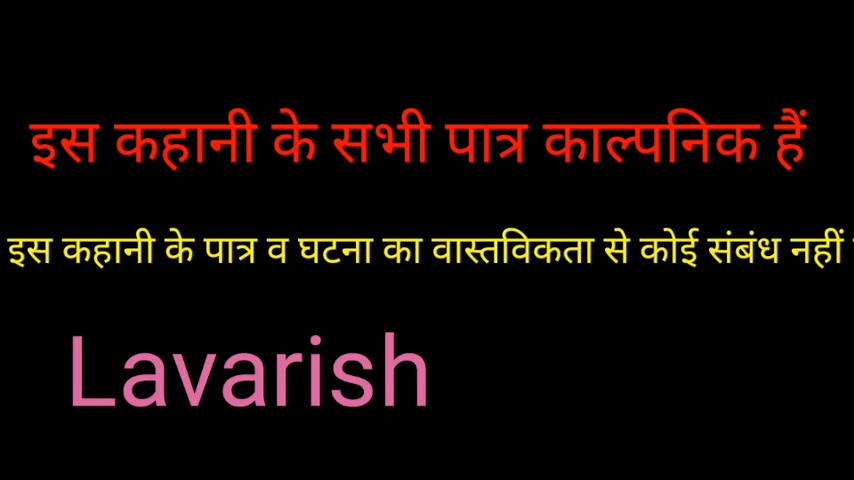 इस कहानी के सभी पात्र काल्पनिक हैं
इस कहानी के पात्र व घटना का वास्तविकता से कोई संबंध नहीं
Lavarish